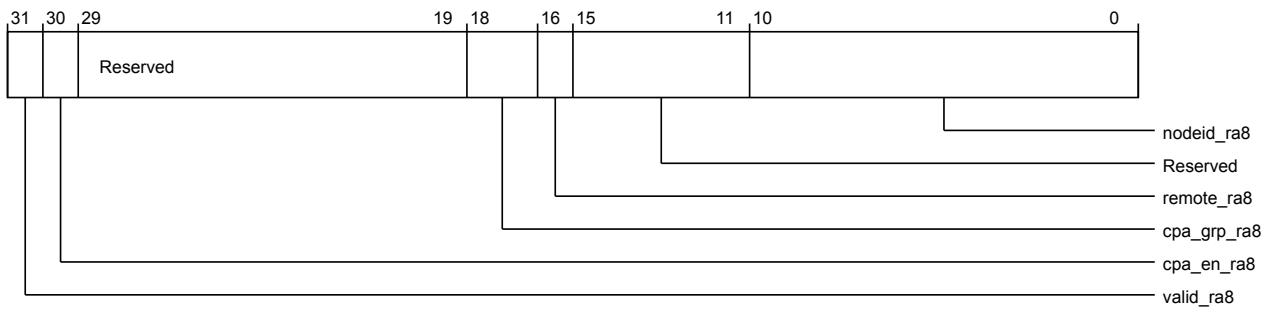 31 30 29 19 18 16 15 11 10 0
Reserved
nodeid_ra8
Reserved
remote_ra8
cpa_grp_ra8
cpa_en_ra8
valid_ra8